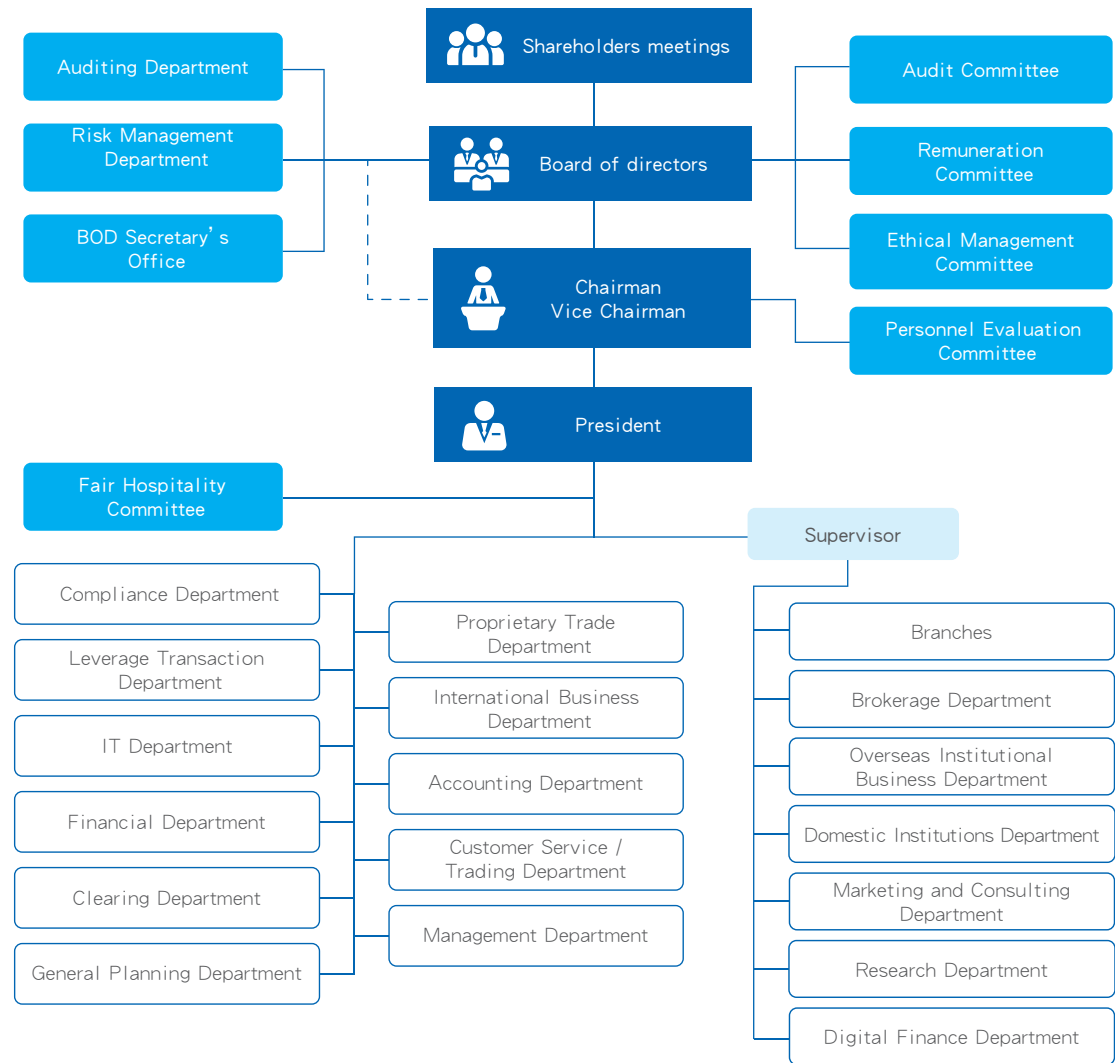 Shareholders meetings
Auditing Department
Audit Committee
Risk Management
Department
Board of directors
Remuneration
Committee
BOD Secretary’s
Office
Ethical Management
Committee
Chairman
Vice Chairman
Personnel Evaluation
Committee
President
Fair Hospitality
Committee
Supervisor
Compliance Department
Leverage Transaction
Department
IT Department
Financial Department
Clearing Department
General Planning Department
Proprietary Trade
Department
International Business
Department
Accounting Department
Customer Service /
Trading Department
Management Department
Branches
Brokerage Department
Overseas Institutional
Business Department
Domestic Institutions Department
Marketing and Consulting
Department
Research Department
Digital Finance Department